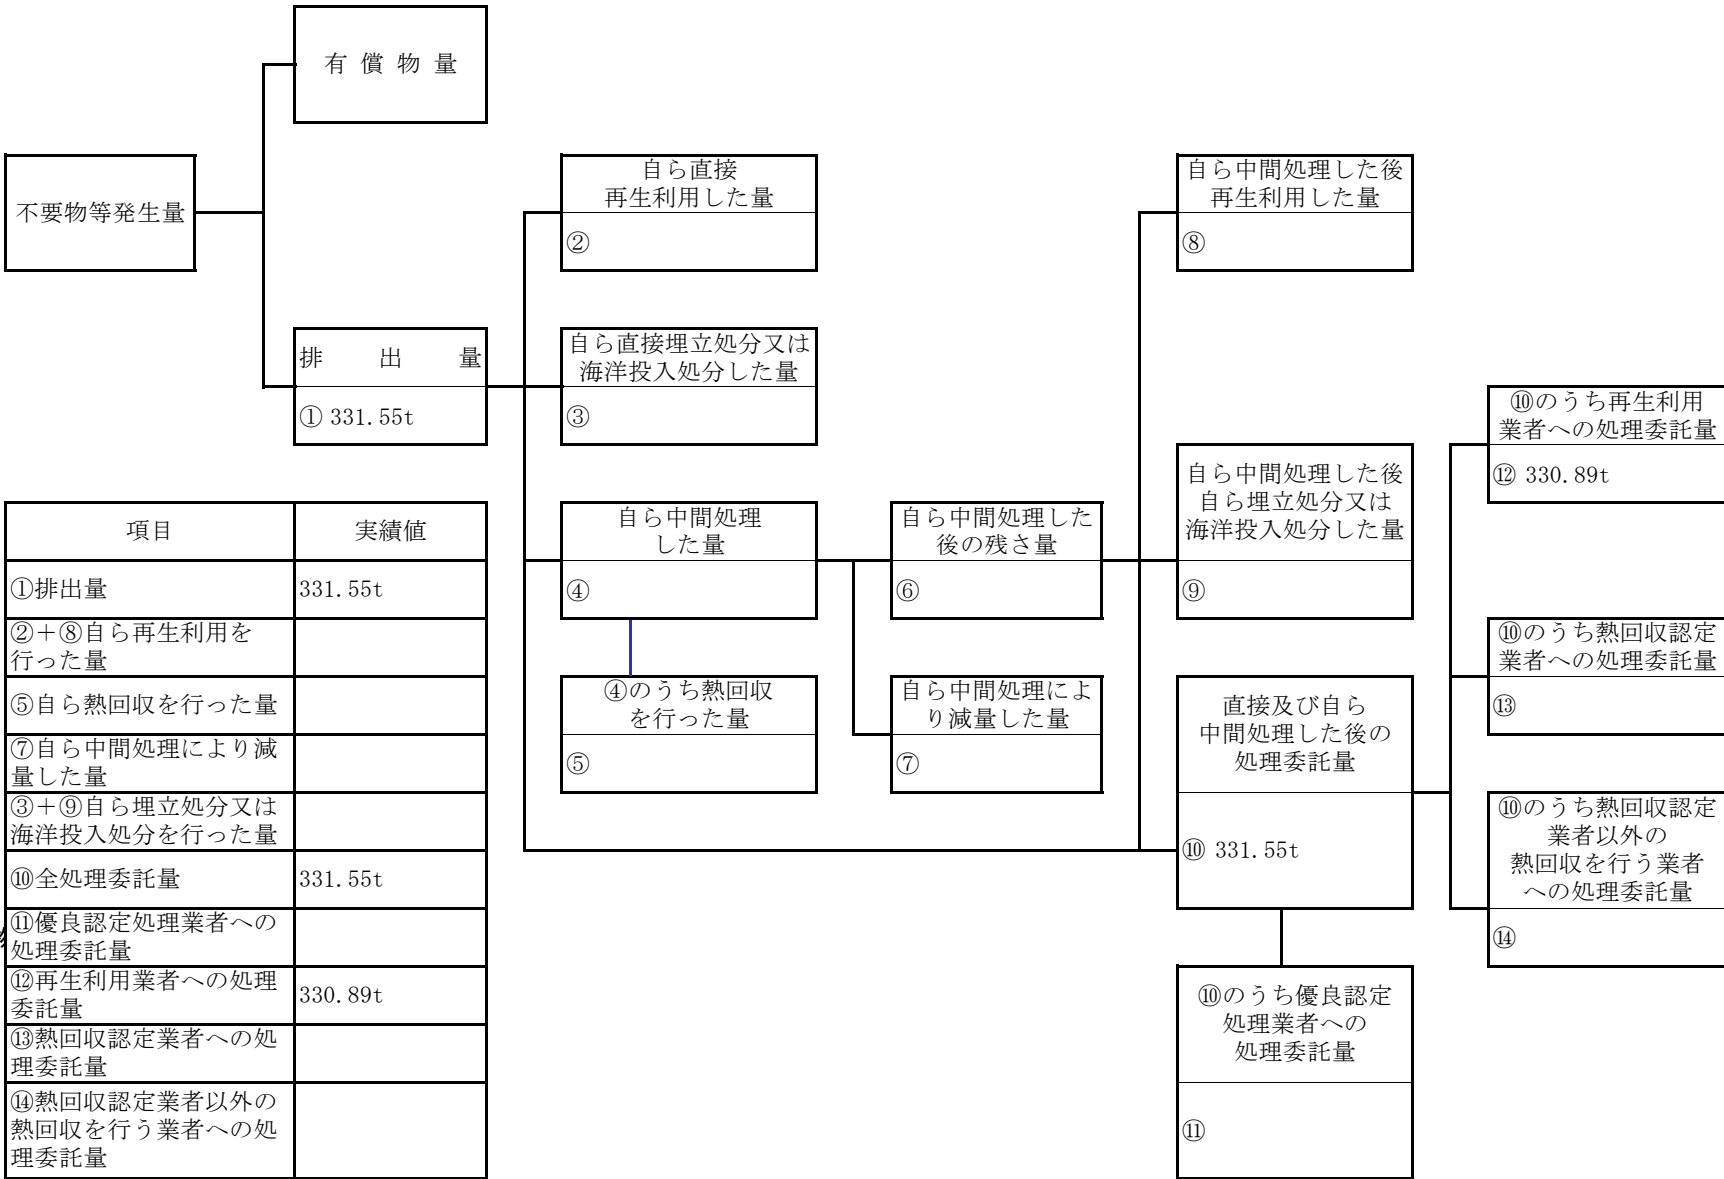 有償物量
不要物等発生量
自ら直接
再生利用した量
②
自ら中間処理した後
再生利用した量
⑧
排出量
① 331.55t
自ら直接埋立処分又は
海洋投入処分した量
③
⑩のうち再生利用
業者への処理委託量
⑫ 330.89t
自ら中間処理した後
自ら埋立処分又は
海洋投入処分した量
⑨
自ら中間処理
した量
④
自ら中間処理した
後の残さ量
⑥
⑩のうち熱回収認定
業者への処理委託量
⑬
④のうち熱回収
を行った量
⑤
自ら中間処理によ
り減量した量
⑦
直接及び自ら
中間処理した後の
処理委託量
⑩ 331.55t
⑩のうち熱回収認定
業者以外の
熱回収を行う業者
への処理委託量
⑭
⑩のうち優良認定
処理業者への
処理委託量
⑪
項目 実績値
①排出量 331.55t
②＋⑧自ら再生利用を
行った量
⑤自ら熱回収を行った量
⑦自ら中間処理により減
量した量
③＋⑨自ら埋立処分又は
海洋投入処分を行った量
⑩全処理委託量 331.55t
⑪優良認定処理業者への
処理委託量
⑫再生利用業者への処理
委託量 330.89t
⑬熱回収認定業者への処
理委託量
⑭熱回収認定業者以外の
熱回収を行う業者への処
理委託量